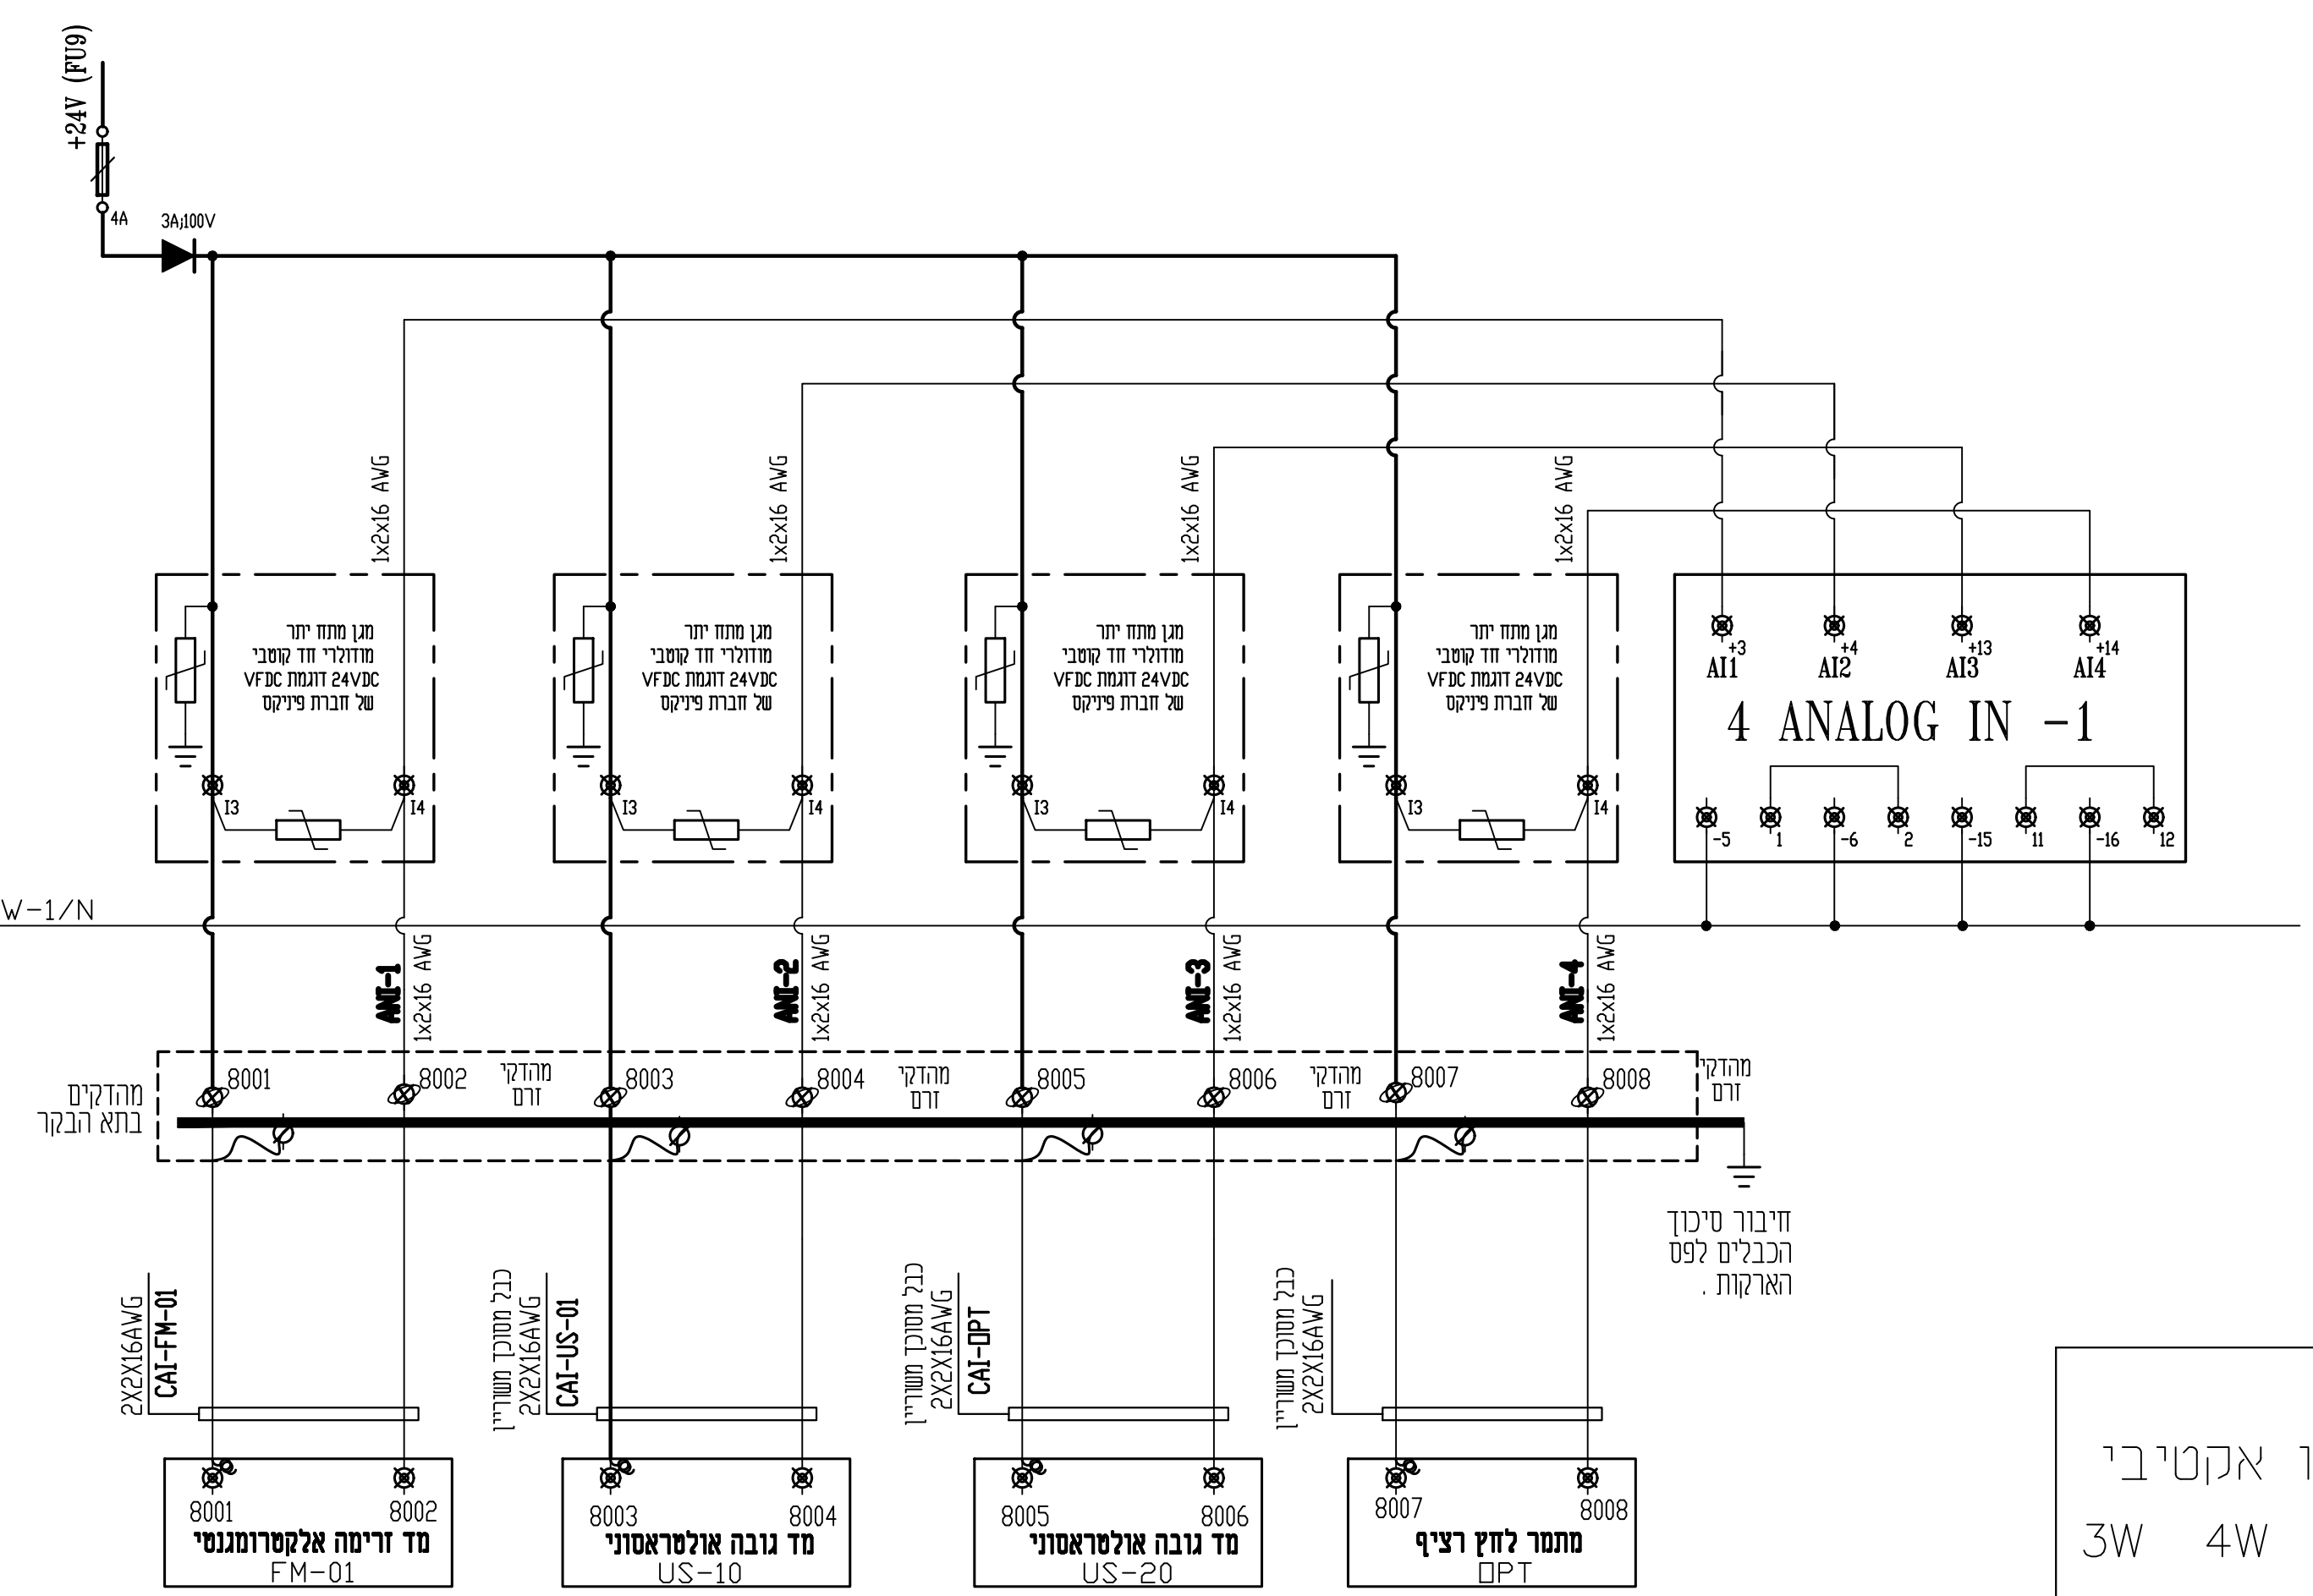 +24V (FU9)
4A
3A;100V
1x2x16 AWG
1x2x16 AWG
1x2x16 AWG
1x2x16 AWG
מגן מתח יתר
מודולרי חד קוטבי
24VDC דוגמת VFDC
של חברת פיניקס
I3
I4
מגן מתח יתר
מודולרי חד קוטבי
24VDC דוגמת VFDC
של חברת פיניקס
I3
I4
מגן מתח יתר
מודולרי חד קוטבי
24VDC דוגמת VFDC
של חברת פיניקס
I3
I4
מגן מתח יתר
מודולרי חד קוטבי
24VDC דוגמת VFDC
של חברת פיניקס
I3
I4
+3
AI1
+4
AI2
+13
AI3
+14
AI4
4 ANALOG IN -1
-5
1
-6
2
-15
11
-16
12
W-1/N
ANI-1
1x2x16 AWG
ANI-2
1x2x16 AWG
ANI-3
1x2x16 AWG
ANI-4
1x2x16 AWG
מהדקים
בתא הבקר
8001
8002
מהדקי
זרם
8003
8004
מהדקי
זרם
8005
8006
מהדקי
זרם
8007
8008
מהדקי
זרם
חיבור סיכוך
הכבלים לפס
הארקות .
2X2X16AWG
CAI-FM-01
כבל מסוכך משוריין
2X2X16AWG
CAI-US-01
כבל מסוכך משוריין
2X2X16AWG
CAI-DPT
כבל מסוכך משוריין
2X2X16AWG
8001
8002
מד זרימה אלקטרומגנטי
FM-01
8003
8004
מד גובה אולטראסוני
US-10
8005
8006
מד גובה אולטראסוני
US-20
8007
8008
מתמר לחץ רציף
DPT
ו אקטיבי
3W 4W